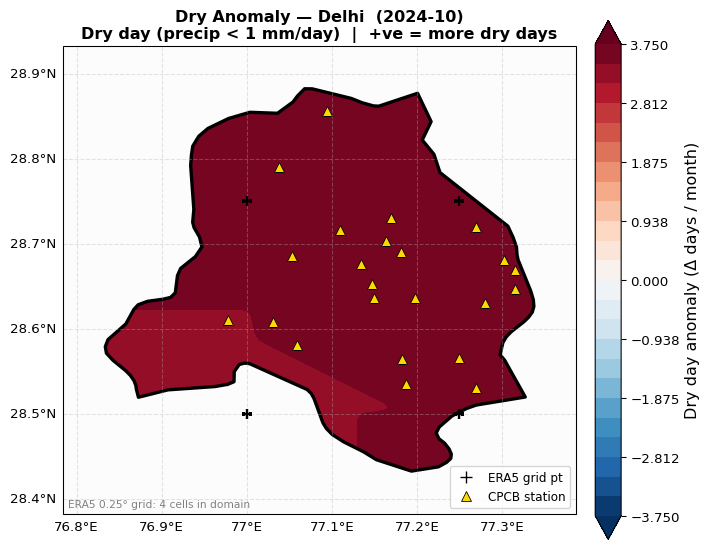 Dry Anomaly — Delhi  (2024-10)
Dry day (precip < 1 mm/day)  |  +ve = more dry days
28.9°N
28.8°N
28.7°N
28.6°N
28.5°N
28.4°N
76.8°E
76.9°E
77°E
77.1°E
77.2°E
77.3°E
ERA5 0.25° grid: 4 cells in domain
ERA5 grid pt
CPCB station
3.750
2.812
1.875
0.938
0.000
−0.938
−1.875
−2.812
−3.750
Dry day anomaly (Δ days / month)